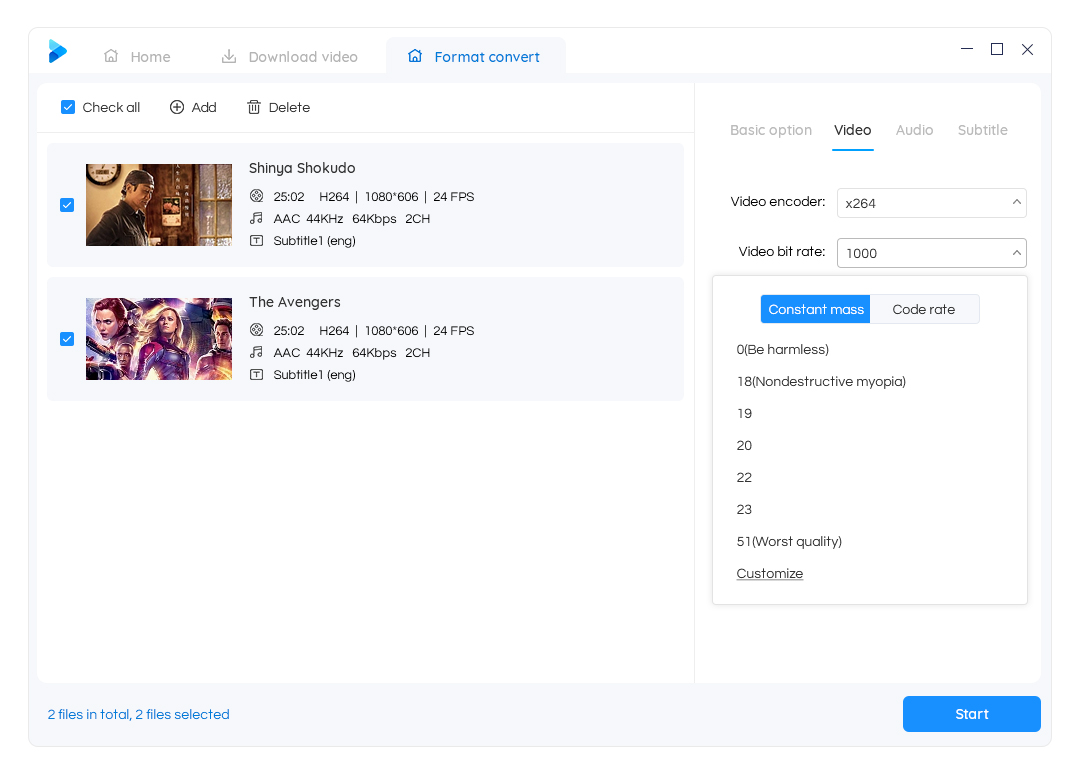 Home
Download video
Format convert
Check all
Add
Delete
Shinya Shokudo
25:02 H264 | 1080*606 | 24 FPS
AAC 44KHz 64Kbps 2CH
Subtitle1 (eng)
The Avengers
25:02 H264 | 1080*606 | 24 FPS
AAC 44KHz 64Kbps 2CH
Subtitle1 (eng)
Basic option
Video
Audio
Subtitle
Video encoder: x264
Video bit rate: 1000
Constant mass
Code rate
0(Be harmless)
18(Nondestructive myopia)
19
20
22
23
51(Worst quality)
Customize
2 files in total, 2 files selected
Start